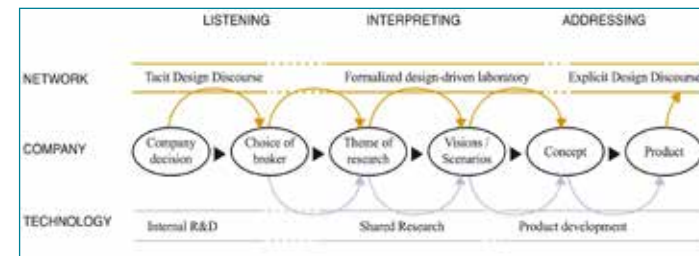 LISTENING INTERPRETING ADDRESSING
NETWORK Tacit Design Discourse Formalized design-driven laboratory Explicit Design Discourse
COMPANY
Company
decision
Choice of
broker
Theme of
research
Visions /
Scenarios
Concept
Product
TECHNOLOGY Internal R&D Shared Research Product development